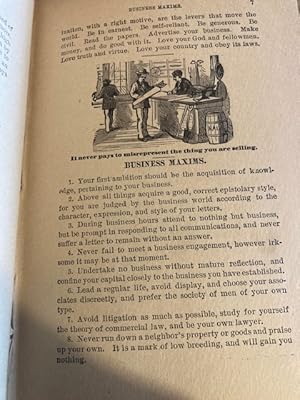 BUSINESS MAXIMS. 7
tuation, with a right motive, are the levers that move the
world. Be in earnest. Be self-reliant. Be generous. Be
civil. Read the papers. Advertise your business. Make
money, and do good with it. Love your God and fellowmen.
Love truth and virtue. Love your country and obey its laws.
It never pays to misrepresent the thing you are selling.
BUSINESS MAXIMS.
1. Your first ambition should be the acquisition of knowl-
edge, pertaining to your business.
2. Above all things acquire a good, correct epistolary style,
for you are judged by the business world according to the
character, expression, and style of your letters.
3. During business hours attend to nothing but business,
but be prompt in responding to all communications, and never
suffer a letter to remain without an answer.
4. Never fail to meet a business engagement, however irk-
some it may be at that moment.
5. Undertake no business without mature reflection, and
confine your capital closely to the business you have established.
6. Lead a regular life, avoid display, and choose your asso-
ciates discreetly, and prefer the society of men of your own
type.
7. Avoid litigation as much as possible, study for yourself
the theory of commercial law, and be your own lawyer.
8. Never run down a neighbor's property or goods and praise
up your own. It is a mark of low breeding, and will gain you
nothing.